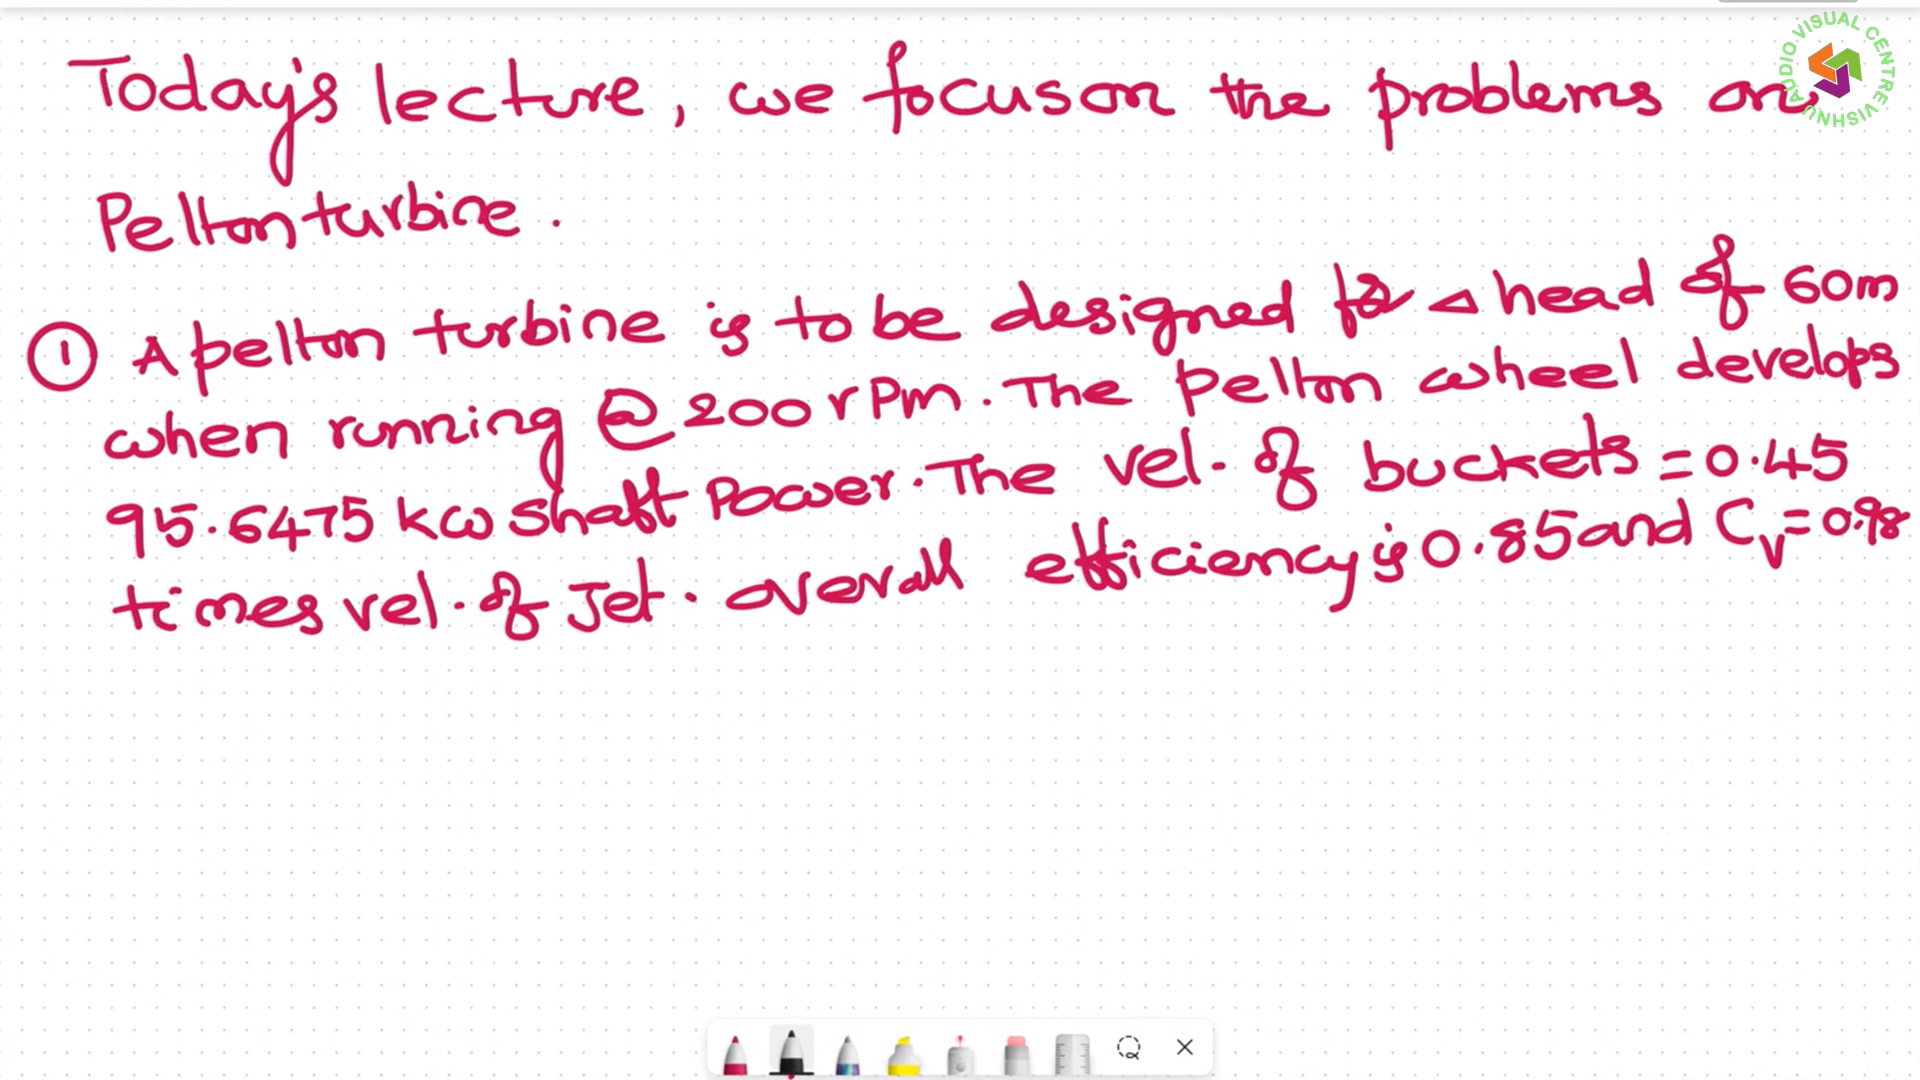 Today's lecture, we focus on the problems on
Pelton turbine.
① A pelton turbine is to be designed for a head of 60m
when running @ 200 rPm. The pelton wheel develops
95.6475 kw shaft Power. The vel. of buckets = 0.45
times vel. of Jet. overall efficiency is 0.85 and Cv = 0.98
AUDIO VISUAL CENTRE VISHNU